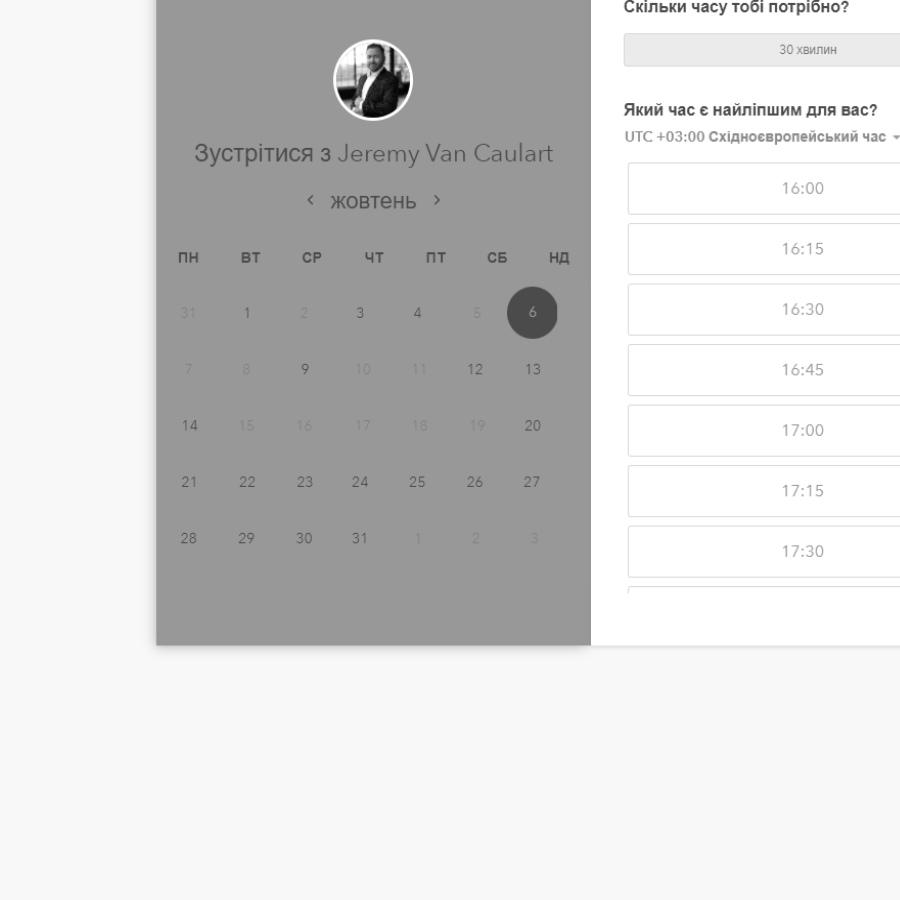 Зустрітися з Jeremy Van Caulart
жовтень
ПН ВТ СР ЧТ ПТ СБ НД
31 1 2 3 4 5 6
7 8 9 10 11 12 13
14 15 16 17 18 19 20
21 22 23 24 25 26 27
28 29 30 31 1 2 3
Скільки часу тобі потрібно?
30 хвилин
Який час є найліпшим для вас?
UTC +03:00 Східноєвропейський час
16:00
16:15
16:30
16:45
17:00
17:15
17:30